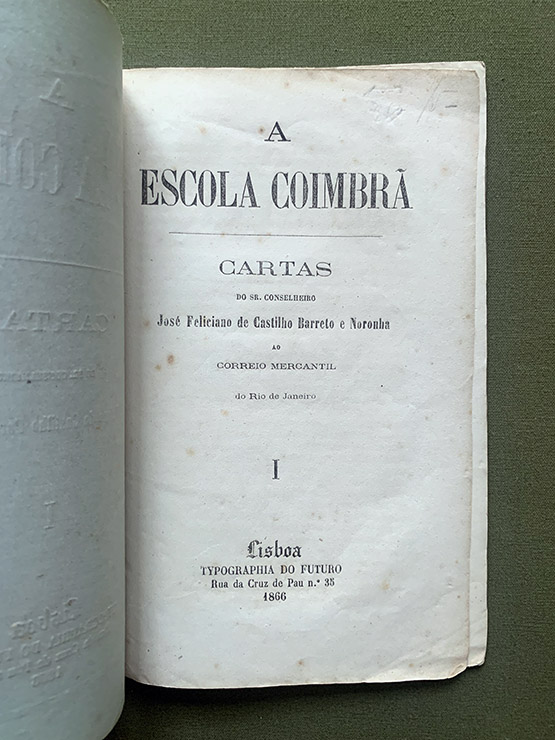 A
ESCOLA COIMBRÃ
CARTAS
DO SR. CONSELHEIRO
José Feliciano de Castilho Barreto e Noronha
AO
CORREIO MERCANTIL
do Rio de Janeiro
I
Lisboa
TYPOGRAPHIA DO FUTURO
Rua da Cruz de Pau n.º 35
1866